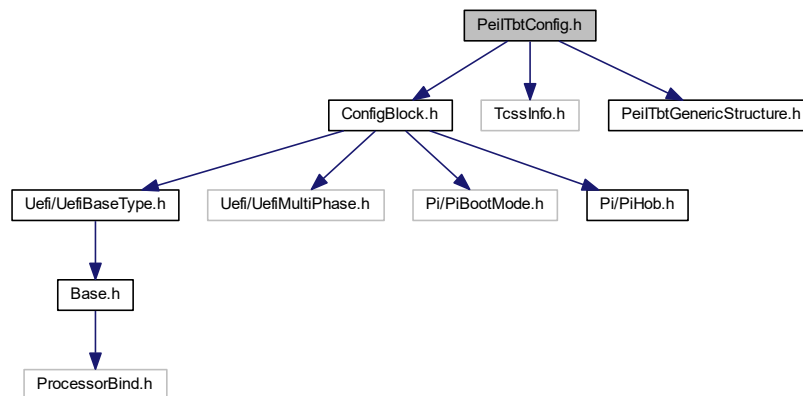 PeiITbtConfig.h
ConfigBlock.h
TcssInfo.h
PeiITbtGenericStructure.h
Uefi/UefiBaseType.h
Uefi/UefiMultiPhase.h
Pi/PiBootMode.h
Pi/PiHob.h
Base.h
ProcessorBind.h